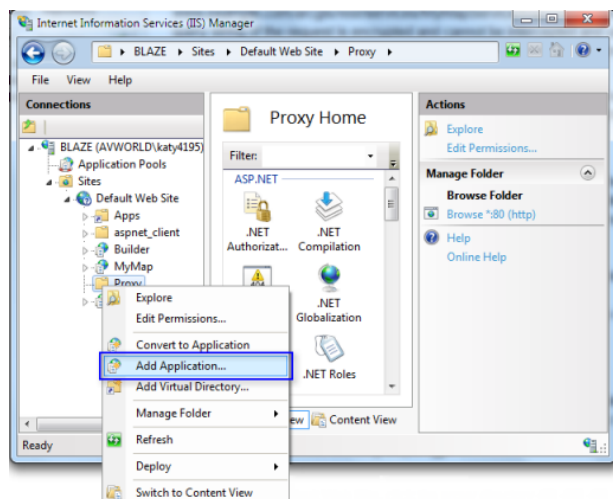 Internet Information Services (IIS) Manager
BLAZE Sites Default Web Site Proxy
File View Help
Connections
BLAZE (AVWORLD\katy4195)
Application Pools
Sites
Default Web Site
Apps
aspnet_client
Builder
MyMap
Proxy
Proxy Home
Filter:
ASP.NET
.NET Authorizat...
.NET Compilation
.NET Globalization
.NET Roles
Content View
Actions
Explore
Edit Permissions...
Manage Folder
Browse Folder
Browse *:80 (http)
Help
Online Help
Explore
Edit Permissions...
Convert to Application
Add Application...
Add Virtual Directory...
Manage Folder
Refresh
Deploy
Switch to Content View
Ready